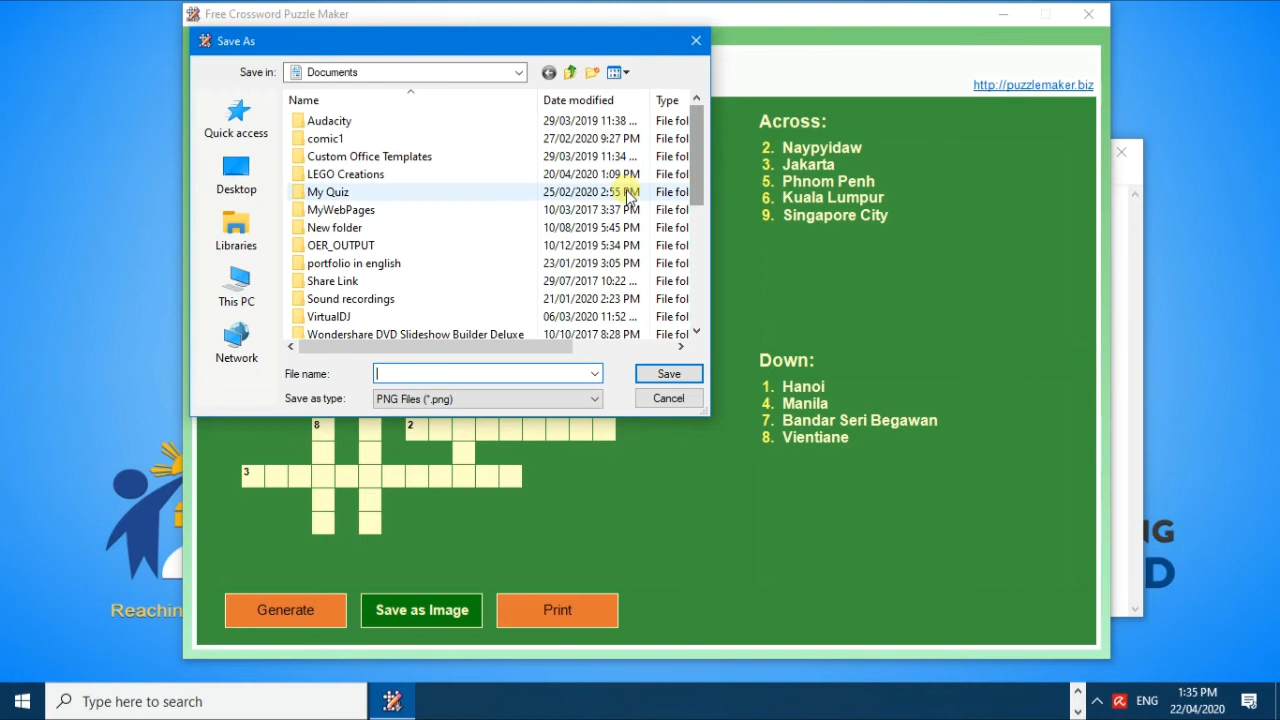 Free Crossword Puzzle Maker
Save As
Save in: Documents
http://puzzlemaker.biz
Name Date modified Type
Quick access
Desktop
Libraries
This PC
Network
Audacity 29/03/2019 11:38 ... File fol
comic1 27/02/2020 9:27 PM File fol
Custom Office Templates 29/03/2019 11:34 ... File fol
LEGO Creations 20/04/2020 1:09 PM File fol
My Quiz 25/02/2020 2:55 PM File fol
MyWebPages 10/03/2017 3:37 PM File fol
New folder 10/08/2019 5:45 PM File fol
OER_OUTPUT 10/12/2019 5:34 PM File fol
portfolio in english 23/01/2019 3:05 PM File fol
Share Link 29/07/2017 10:22 ... File fol
Sound recordings 21/01/2020 2:23 PM File fol
VirtualDJ 06/03/2020 11:52 ... File fol
Wondershare DVD Slideshow Builder Deluxe 10/10/2017 8:28 PM File fol
File name: Save
Save as type: PNG Files (*.png) Cancel
Across:
2. Naypyidaw
3. Jakarta
5. Phnom Penh
6. Kuala Lumpur
9. Singapore City
Down:
1. Hanoi
4. Manila
7. Bandar Seri Begawan
8. Vientiane
8 2
3
Generate Save as Image Print
Reachin
NG
D
Type here to search
ENG
1:35 PM
22/04/2020